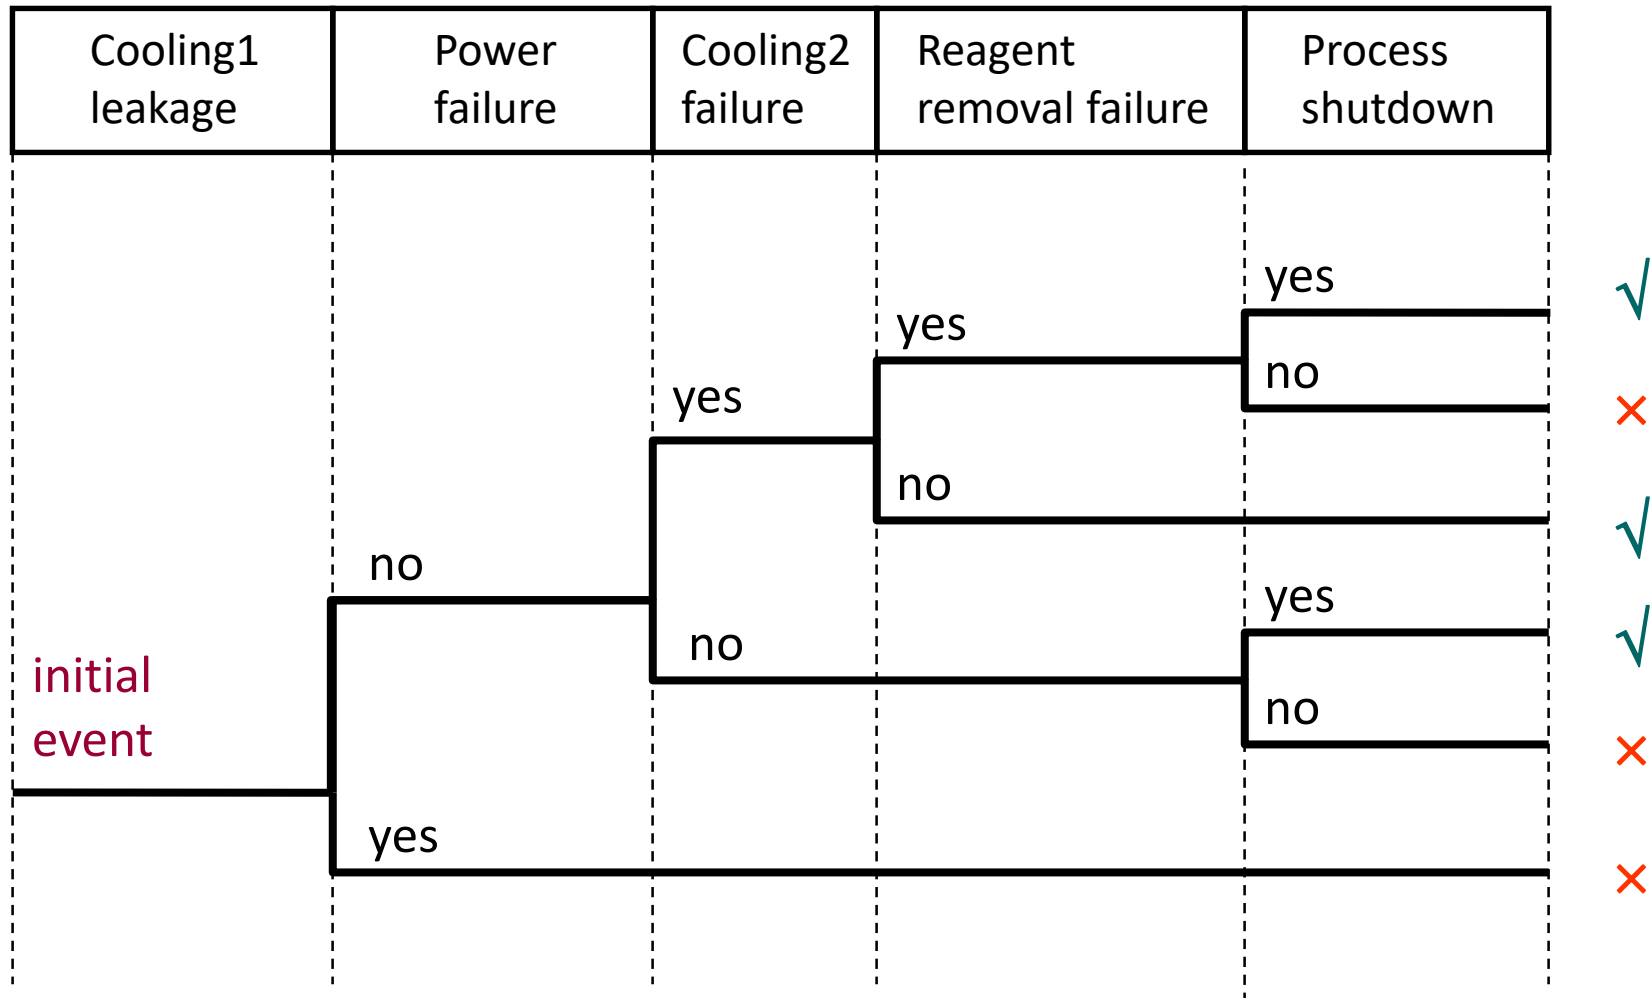 Cooling1
leakage
Power
failure
Cooling2
failure
Reagent
removal failure
Process
shutdown
yes
√
yes
no
×
yes
no
√
no
yes
√
no
initial
event
no
×
yes
×